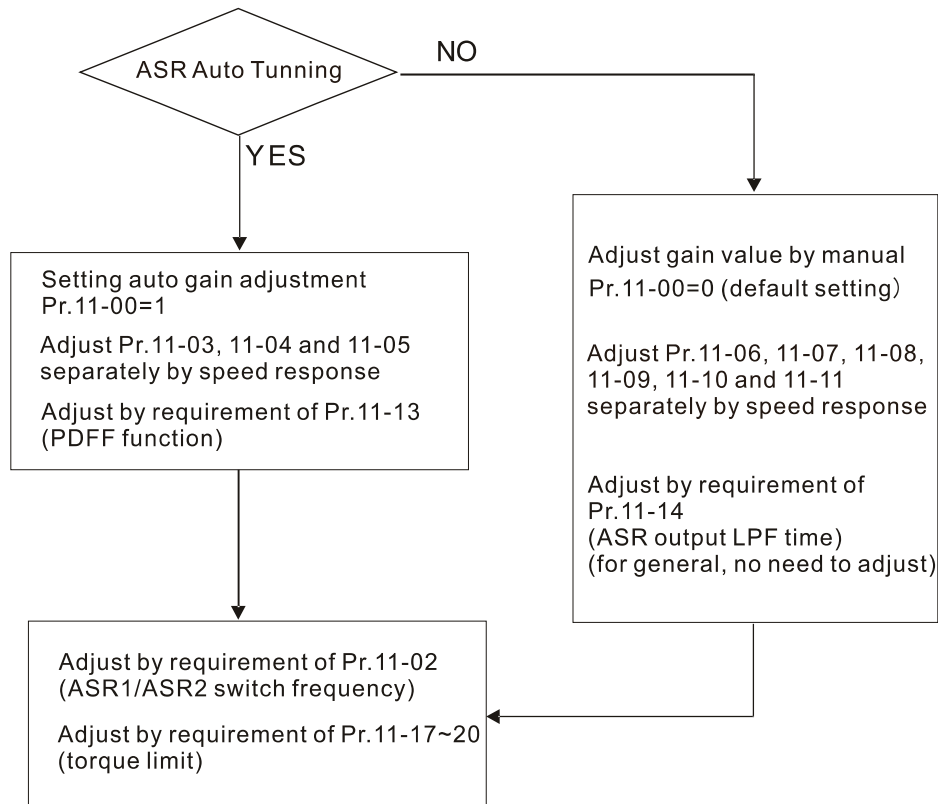 ASR Auto Tunning
NO
YES
Setting auto gain adjustment
Pr.11-00=1
Adjust Pr.11-03, 11-04 and 11-05
separately by speed response
Adjust by requirement of Pr.11-13
(PDFF function)
Adjust gain value by manual
Pr.11-00=0 (default setting)
Adjust Pr.11-06, 11-07, 11-08,
11-09, 11-10 and 11-11
separately by speed response
Adjust by requirement of
Pr.11-14
(ASR output LPF time)
(for general, no need to adjust)
Adjust by requirement of Pr.11-02
(ASR1/ASR2 switch frequency)
Adjust by requirement of Pr.11-17~20
(torque limit)